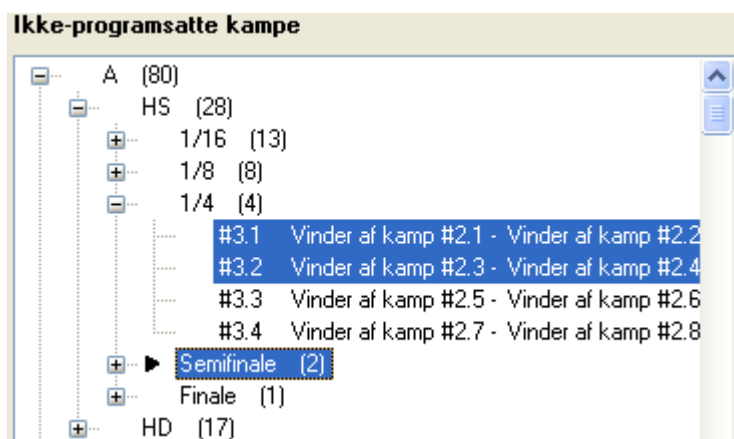 Ikke-programsatte kampe
A (80)
HS (28)
1/16 (13)
1/8 (8)
1/4 (4)
#3.1 Vinder af kamp #2.1 - Vinder af kamp #2.2
#3.2 Vinder af kamp #2.3 - Vinder af kamp #2.4
#3.3 Vinder af kamp #2.5 - Vinder af kamp #2.6
#3.4 Vinder af kamp #2.7 - Vinder af kamp #2.8
Semifinale (2)
Finale (1)
HD (17)